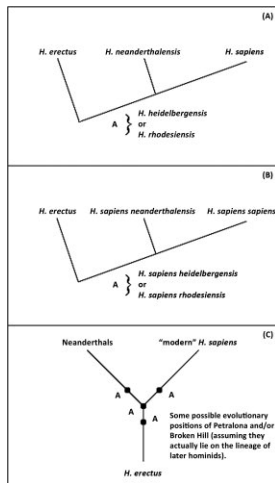 (A)
H. erectus H. neanderthalensis H. sapiens
A } H. heidelbergensis
or
H. rhodesiensis
(B)
H. erectus H. sapiens neanderthalensis H. sapiens sapiens
A } H. sapiens heidelbergensis
or
H. sapiens rhodesiensis
(C)
Neanderthals "modern" H. sapiens
A A
A A
Some possible evolutionary
positions of Petralona and/or
Broken Hill (assuming they
actually lie on the lineage of
later hominids).
H. erectus